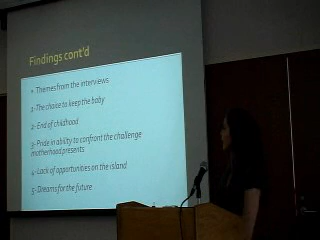 Findings cont'd
Themes from the interviews
1- The choice to keep the baby
2- End of childhood
3- Pride in ability to confront the challenge
motherhood presents
4- Lack of opportunities on the island
5- Dreams for the future